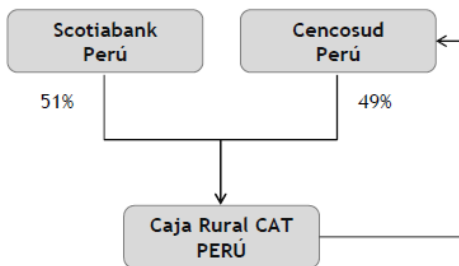 Scotiabank
Perú
Cencosud
Perú
51%
49%
Caja Rural CAT
PERÚ